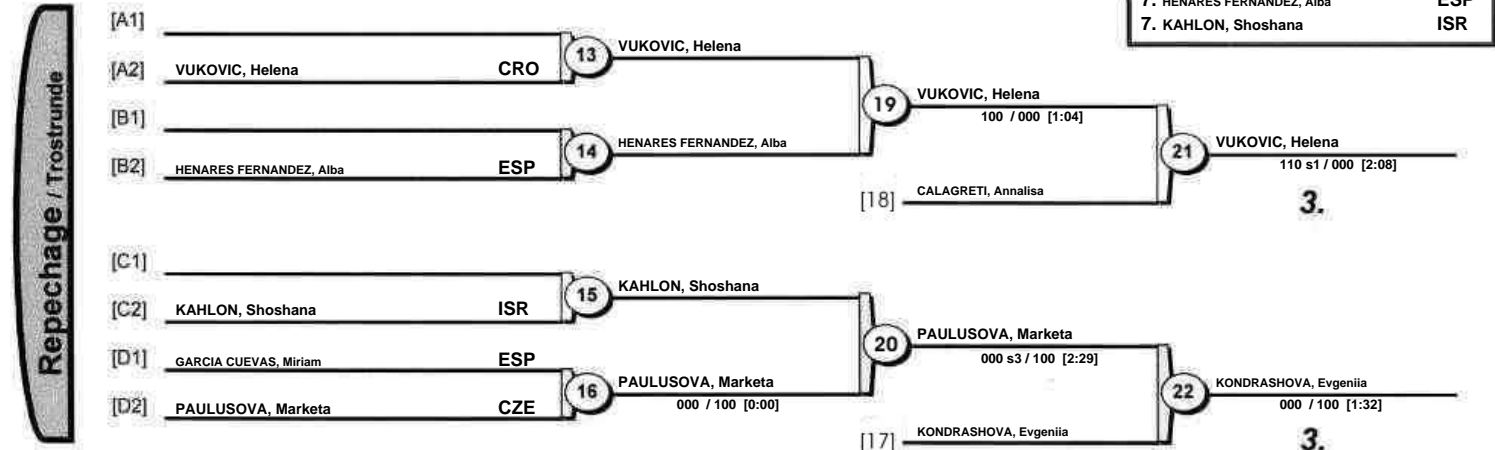 7. HENARES FERNANDEZ, Alba ESP
7. KAHLON, Shoshana ISR
Repechage / Trostrunde
[A1]
[A2] VUKOVIC, Helena CRO
13 VUKOVIC, Helena
[B1]
[B2] HENARES FERNANDEZ, Alba ESP
14 HENARES FERNANDEZ, Alba
19 VUKOVIC, Helena
100 / 000 [1:04]
[18] CALAGRETI, Annalisa
21 VUKOVIC, Helena
110 s1 / 000 [2:08]
3.
[C1]
[C2] KAHLON, Shoshana ISR
15 KAHLON, Shoshana
[D1] GARCIA CUEVAS, Miriam ESP
[D2] PAULUSOVA, Marketa CZE
16 PAULUSOVA, Marketa
000 / 100 [0:00]
20 PAULUSOVA, Marketa
000 s3 / 100 [2:29]
[17] KONDRASHOVA, Evgeniia
22 KONDRASHOVA, Evgeniia
000 / 100 [1:32]
3.